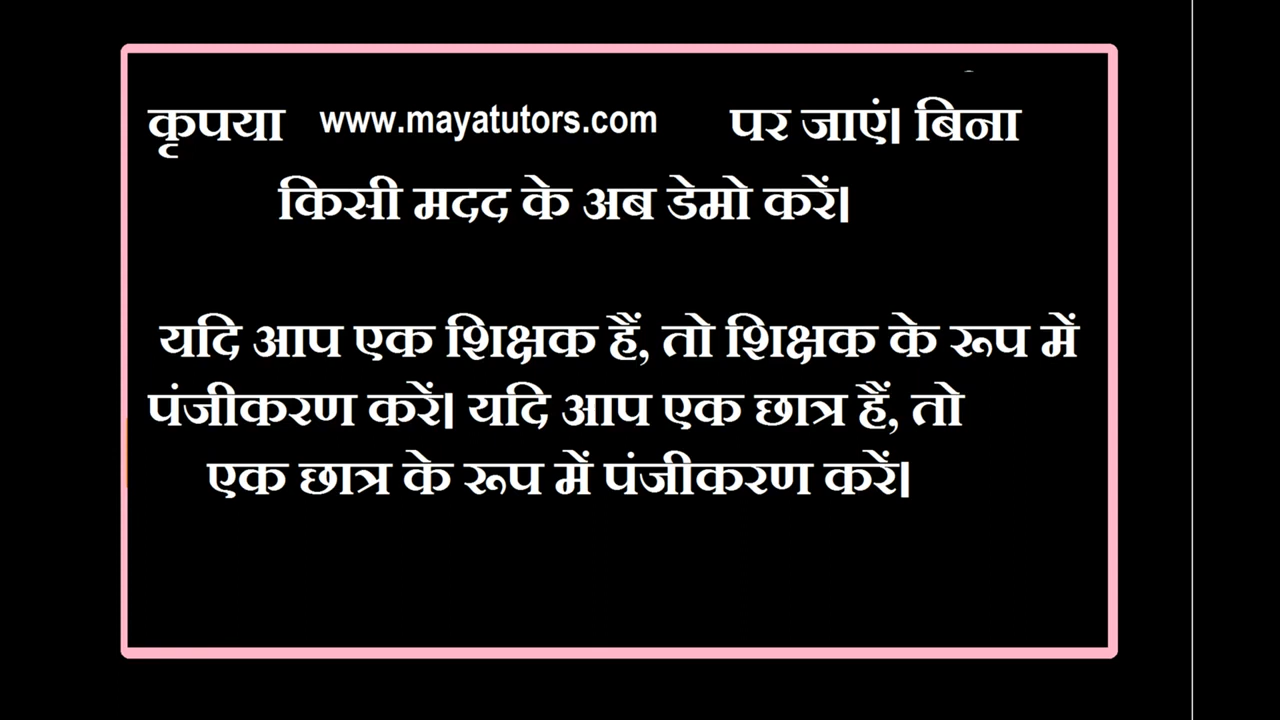 कृपया www.mayatutors.com पर जाएं। बिना
किसी मदद के अब डेमो करें।
यदि आप एक शिक्षक हैं, तो शिक्षक के रूप में
पंजीकरण करें। यदि आप एक छात्र हैं, तो
एक छात्र के रूप में पंजीकरण करें।